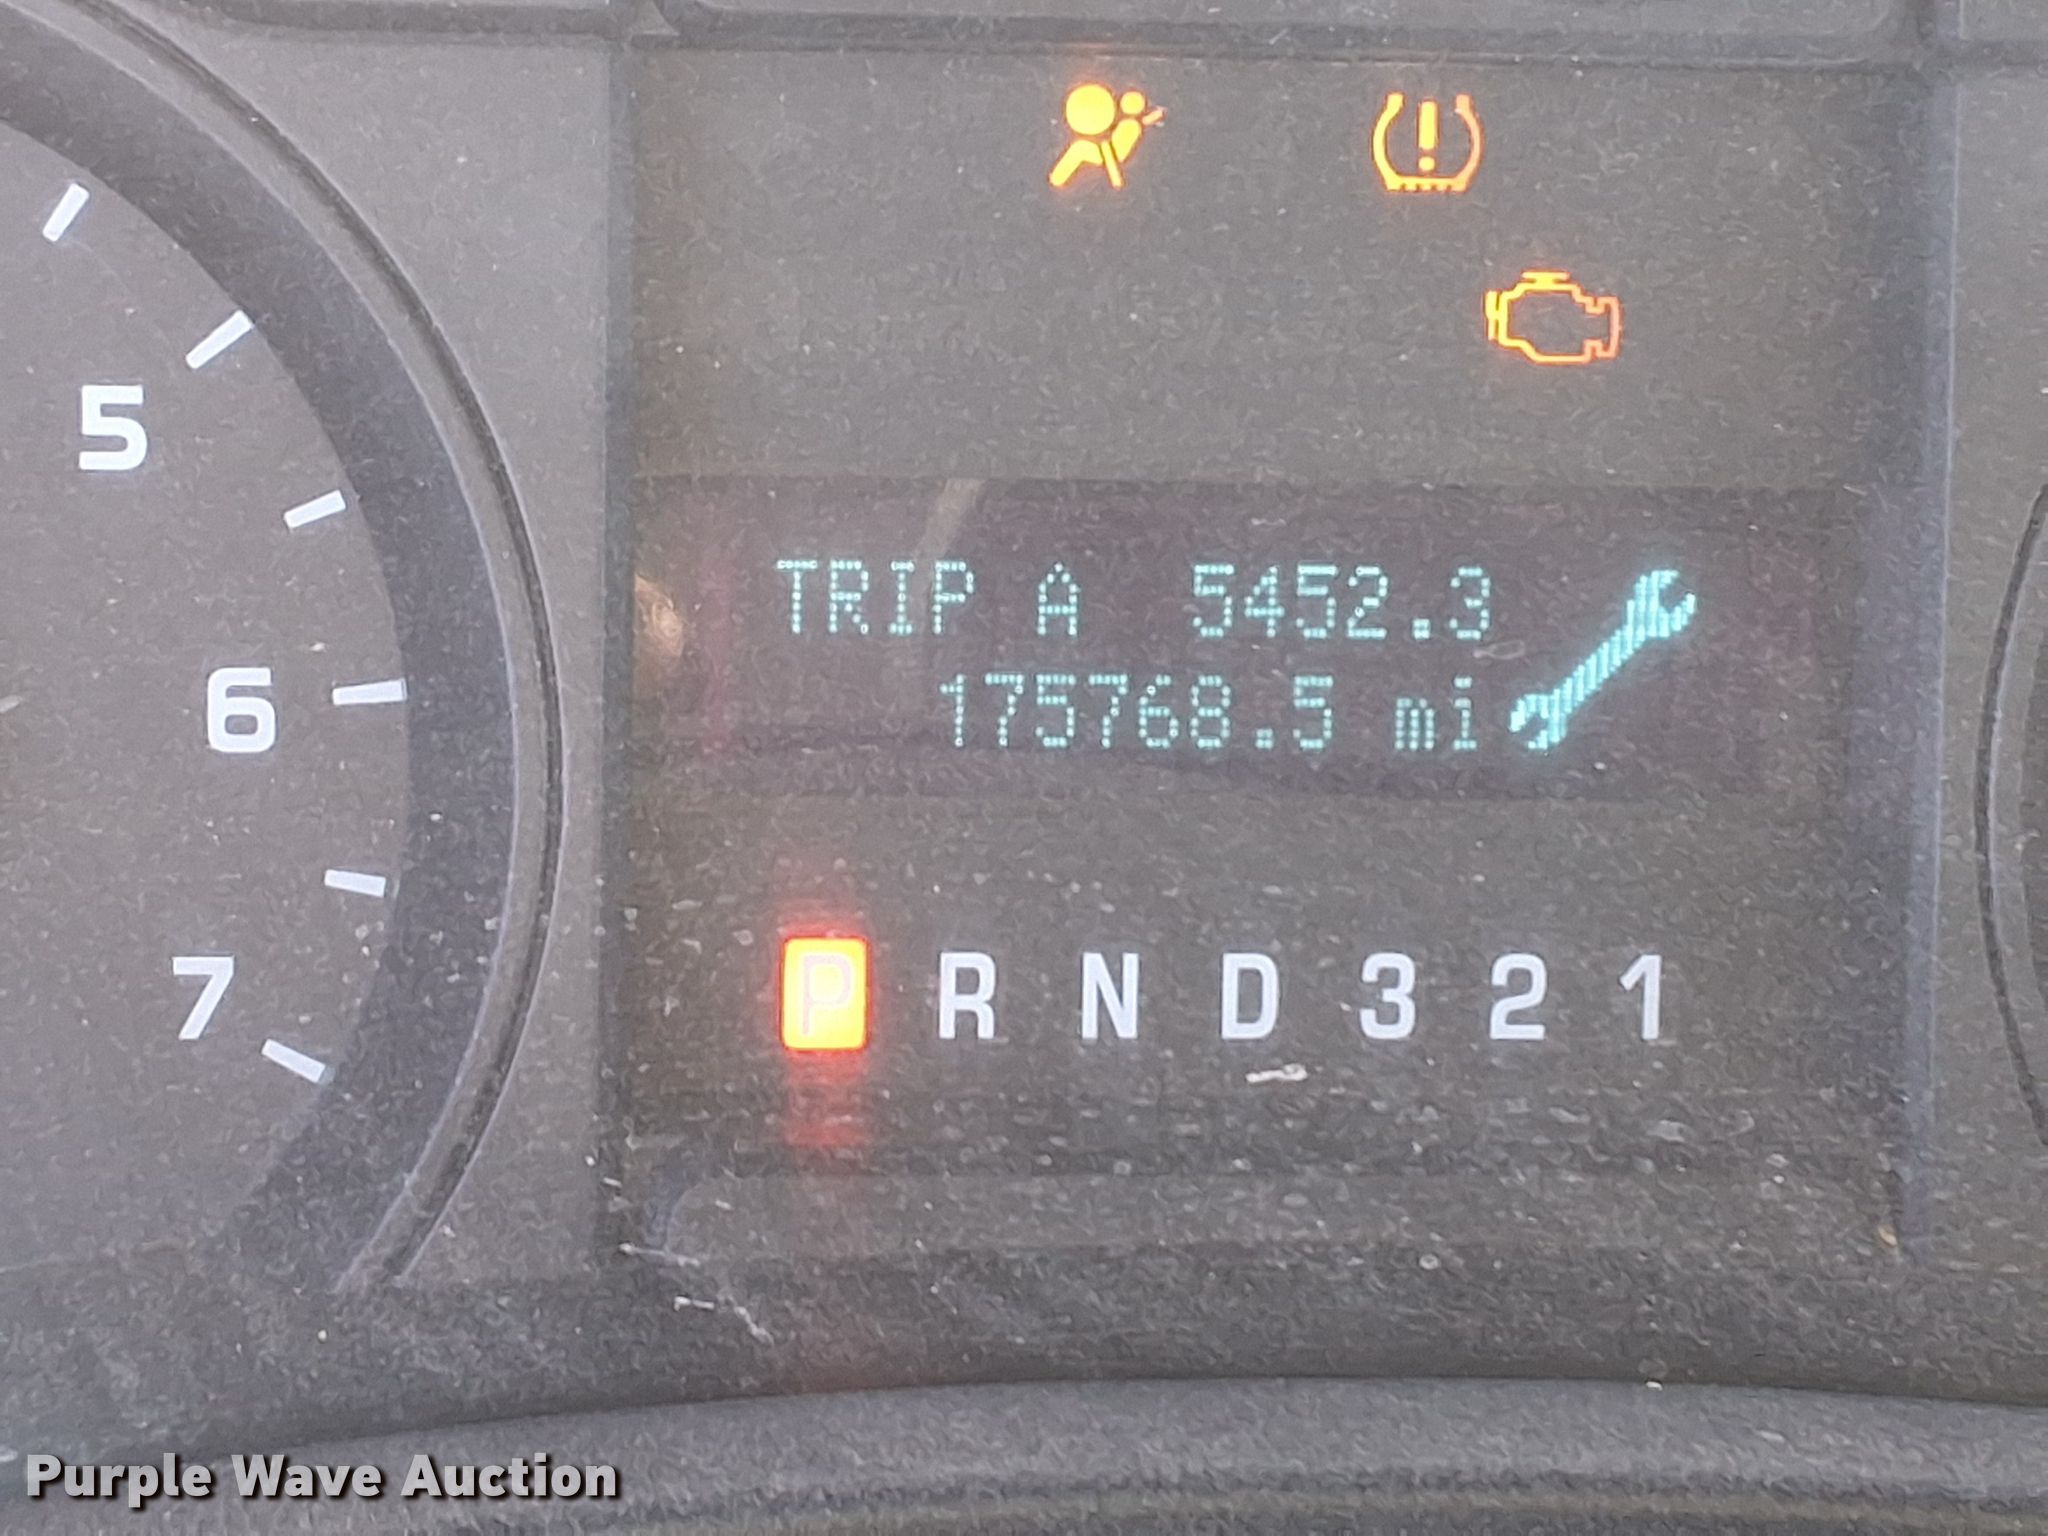 5
6
7
TRIP A 5452.3
175768.5 mi
P R N D 3 2 1
Purple Wave Auction